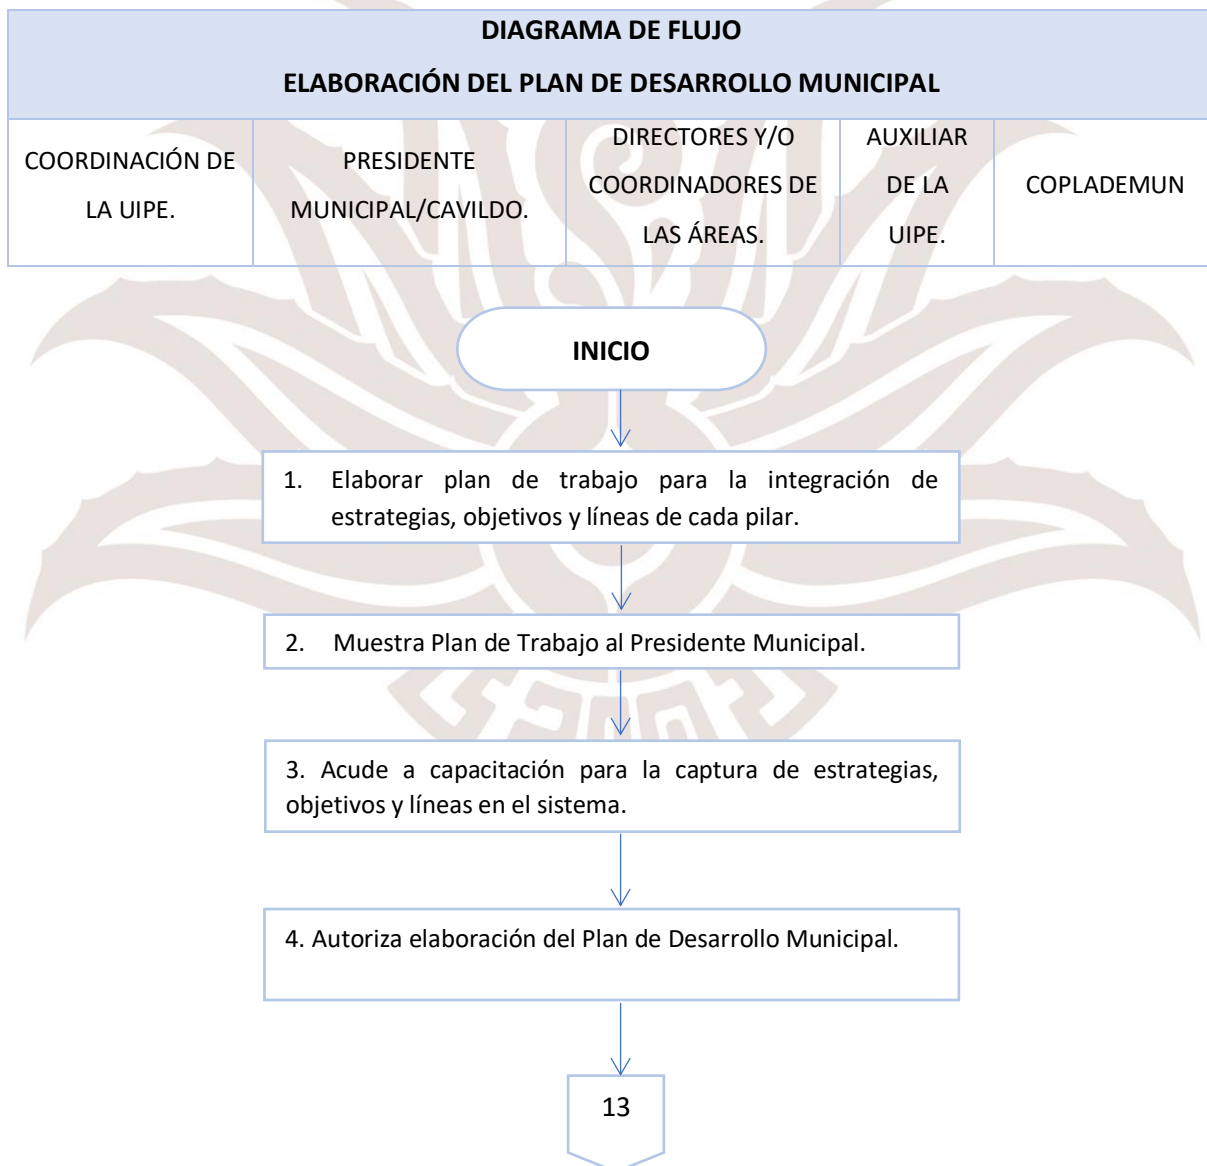 DIAGRAMA DE FLUJO
ELABORACIÓN DEL PLAN DE DESARROLLO MUNICIPAL
COORDINACIÓN DE
LA UIPE.
PRESIDENTE
MUNICIPAL/CAVILDO.
DIRECTORES Y/O
COORDINADORES DE
LAS ÁREAS.
AUXILIAR
DE LA
UIPE.
COPLADEMUN
INICIO
1. Elaborar plan de trabajo para la integración de
estrategias, objetivos y líneas de cada pilar.
2. Muestra Plan de Trabajo al Presidente Municipal.
3. Acude a capacitación para la captura de estrategias,
objetivos y líneas en el sistema.
4. Autoriza elaboración del Plan de Desarrollo Municipal.
13